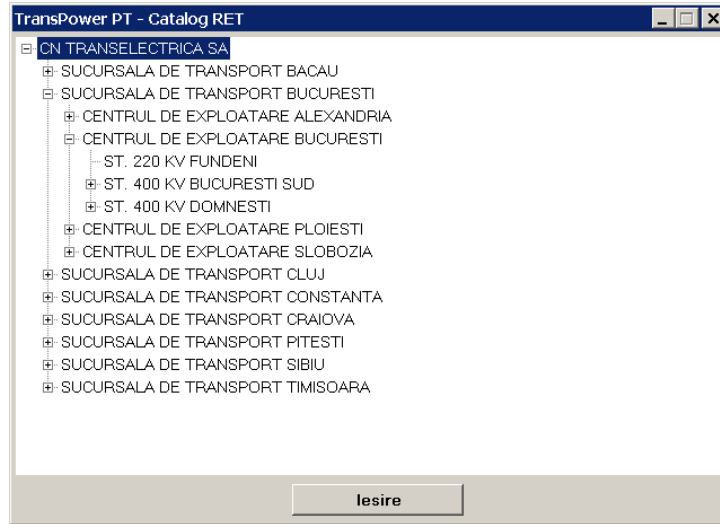 TransPower PT - Catalog RET
CN TRANSELECTRICA SA
SUCURSALA DE TRANSPORT BACAU
SUCURSALA DE TRANSPORT BUCURESTI
CENTRUL DE EXPLOATARE ALEXANDRIA
CENTRUL DE EXPLOATARE BUCURESTI
ST. 220 KV FUNDENI
ST. 400 KV BUCURESTI SUD
ST. 400 KV DOMNESTI
CENTRUL DE EXPLOATARE PLOIESTI
CENTRUL DE EXPLOATARE SLOBOZIA
SUCURSALA DE TRANSPORT CLUJ
SUCURSALA DE TRANSPORT CONSTANTA
SUCURSALA DE TRANSPORT CRAIOVA
SUCURSALA DE TRANSPORT PITESTI
SUCURSALA DE TRANSPORT SIBIU
SUCURSALA DE TRANSPORT TIMISOARA
Iesire